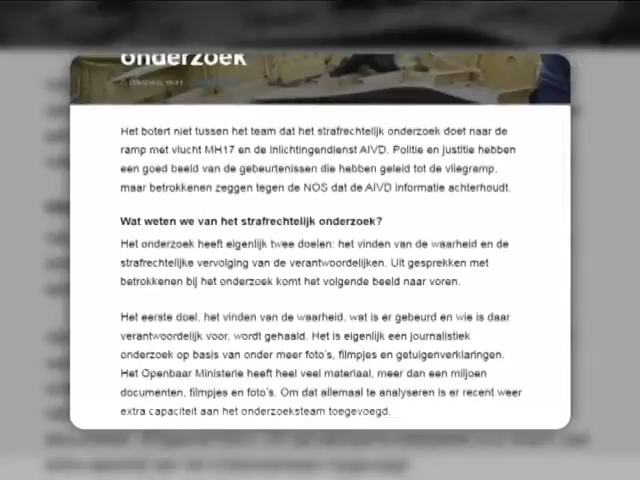 onderzoek
Het botert niet tussen het team dat het strafrechtelijk onderzoek doet naar de
ramp met vlucht MH17 en de inlichtingendienst AIVD. Politie en justitie hebben
een goed beeld van de gebeurtenissen die hebben geleid tot de vliegramp,
maar betrokkenen zeggen tegen de NOS dat de AIVD informatie achterhoudt.
Wat weten we van het strafrechtelijk onderzoek?
Het onderzoek heeft eigenlijk twee doelen: het vinden van de waarheid en de
strafrechtelijke vervolging van de verantwoordelijken. Uit gesprekken met
betrokkenen bij het onderzoek komt het volgende beeld naar voren.
Het eerste doel, het vinden van de waarheid, wat is er gebeurd en wie is daar
verantwoordelijk voor, wordt gehaald. Het is eigenlijk een journalistiek
onderzoek op basis van onder meer foto's, filmpjes en getuigenverklaringen.
Het Openbaar Ministerie heeft heel veel materiaal, meer dan een miljoen
documenten, filmpjes en foto's. Om dat allemaal te analyseren is er recent weer
extra capaciteit aan het onderzoeksteam toegevoegd.